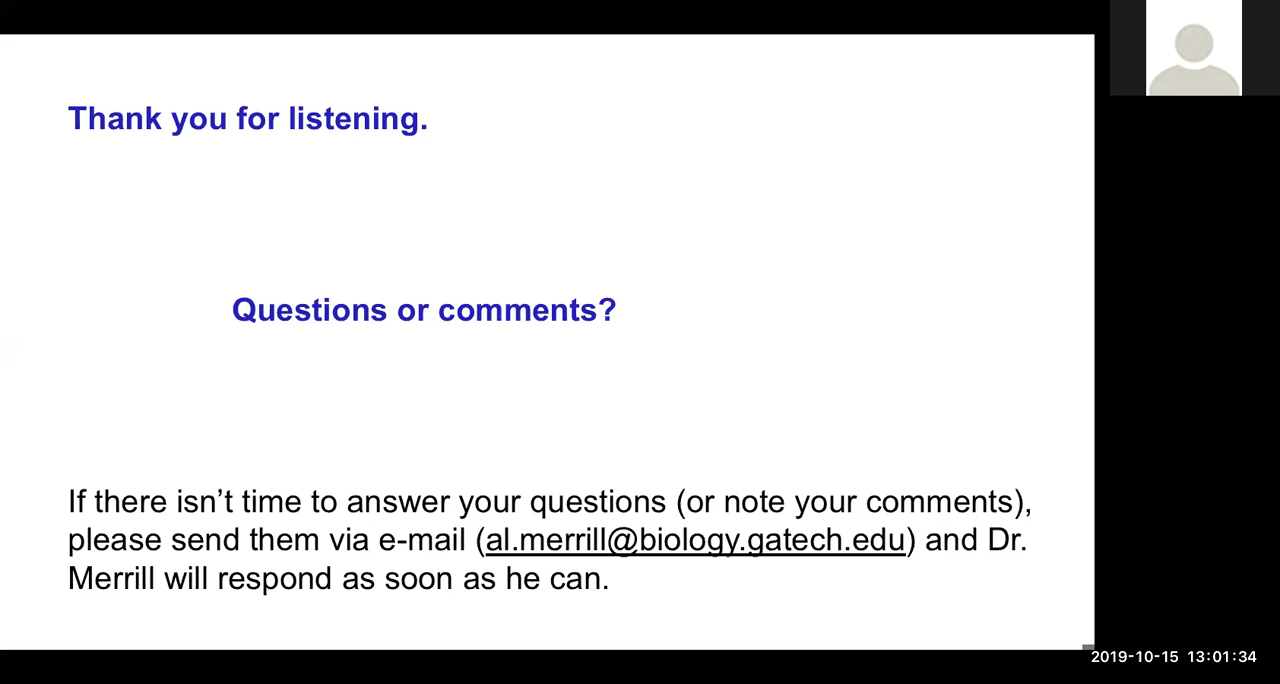 Thank you for listening.
Questions or comments?
If there isn’t time to answer your questions (or note your comments),
please send them via e-mail (al.merrill@biology.gatech.edu) and Dr.
Merrill will respond as soon as he can.
2019-10-15 13:01:34